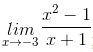 lim x→−3 x² − 1 / x + 1